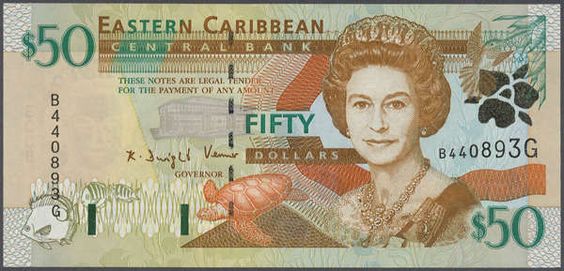 $50
EASTERN CARIBBEAN
CENTRAL BANK
THESE NOTES ARE LEGAL TENDER
FOR THE PAYMENT OF ANY AMOUNT
B440893G
FIFTY
DOLLARS
B440893G
K. Dwight Venner
GOVERNOR
$50